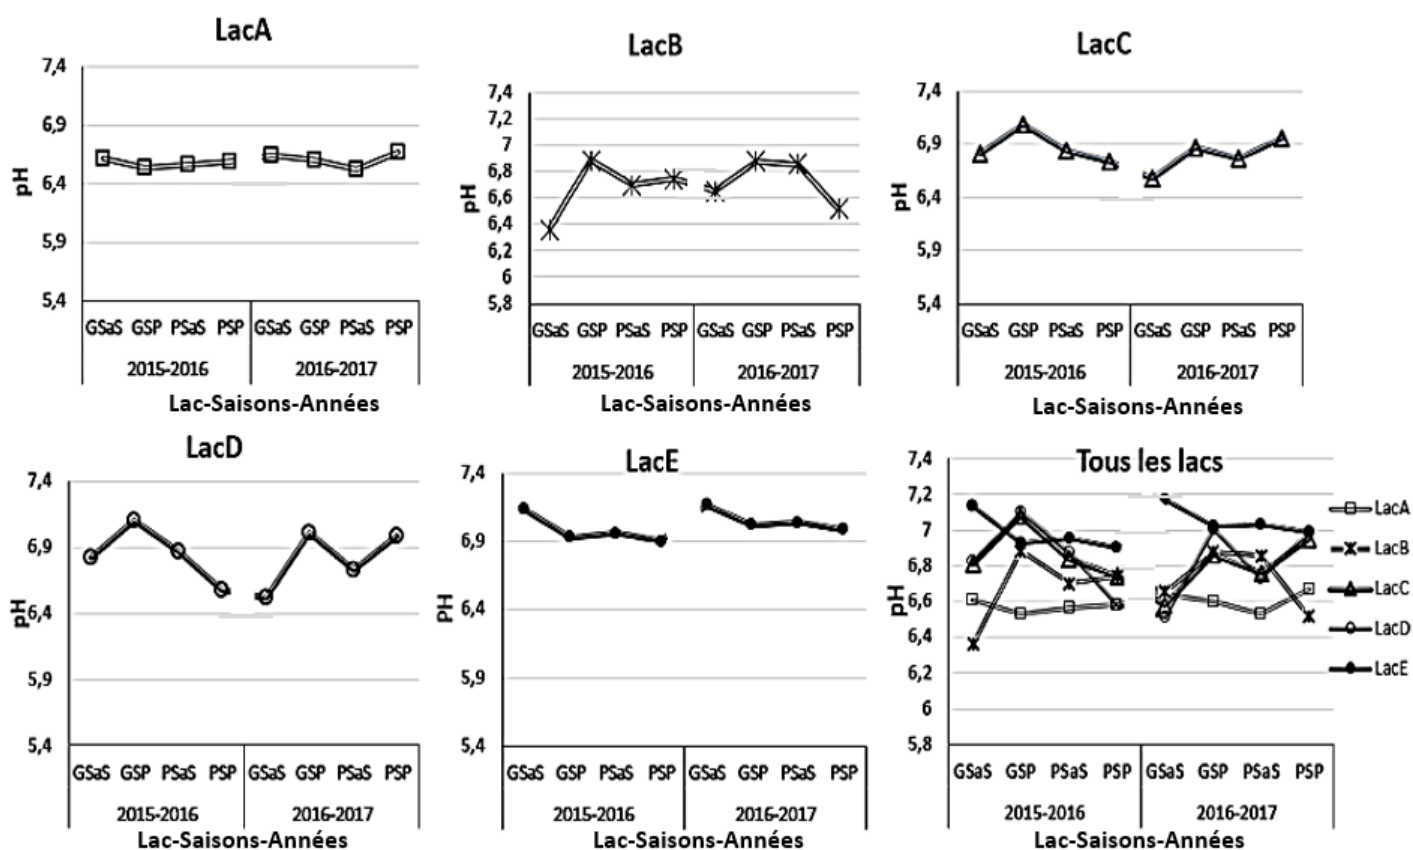 LacA
7,4
6,9
6,4
5,9
5,4
pH
GSaS GSP PSaS PSP GSaS GSP PSaS PSP
2015-2016 2016-2017
Lac-Saisons-Années
LacB
7,4
7,2
7
6,8
6,6
6,4
6,2
6
5,8
pH
GSaS GSP PSaS PSP GSaS GSP PSaS PSP
2015-2016 2016-2017
Lac-Saisons-Années
LacC
7,4
6,9
6,4
5,9
5,4
pH
GSaS GSP PSaS PSP GSaS GSP PSaS PSP
2015-2016 2016-2017
Lac-Saisons-Années
LacD
7,4
6,9
6,4
5,9
5,4
pH
GSaS GSP PSaS PSP GSaS GSP PSaS PSP
2015-2016 2016-2017
Lac-Saisons-Années
LacE
7,4
6,9
6,4
5,9
5,4
PH
GSaS GSP PSaS PSP GSaS GSP PSaS PSP
2015-2016 2016-2017
Lac-Saisons-Années
Tous les lacs
7,4
7,2
7
6,8
6,6
6,4
6,2
6
5,8
pH
GSaS GSP PSaS PSP GSaS GSP PSaS PSP
2015-2016 2016-2017
Lac-Saisons-Années
LacA
LacB
LacC
LacD
LacE